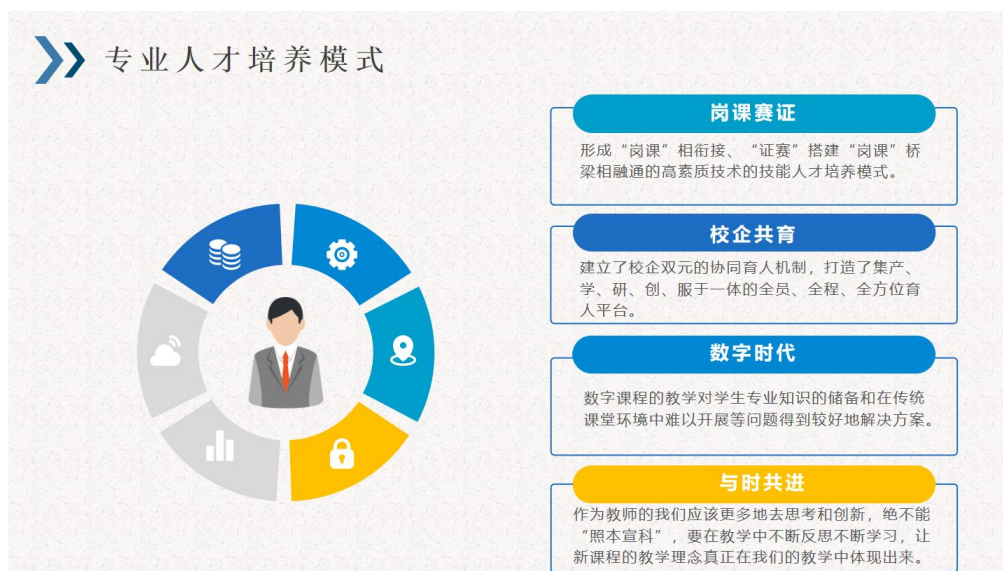 专业人才培养模式
岗课赛证
形成“岗课”相衔接、“证赛”搭建“岗课”桥
梁相融通的高素质技术的技能人才培养模式。
校企共育
建立了校企双元的协同育人机制，打造了集产、
学、研、创、服于一体的全员、全程、全方位育
人平台。
数字时代
数字课程的教学对学生专业知识的储备和在传统
课堂环境中难以开展等问题得到较好地解决方案。
与时共进
作为教师的我们应该更多地去思考和创新，绝不能
“照本宣科”，要在教学中不断反思不断学习，让
新课程的教学理念真正在我们的教学中体现出来。